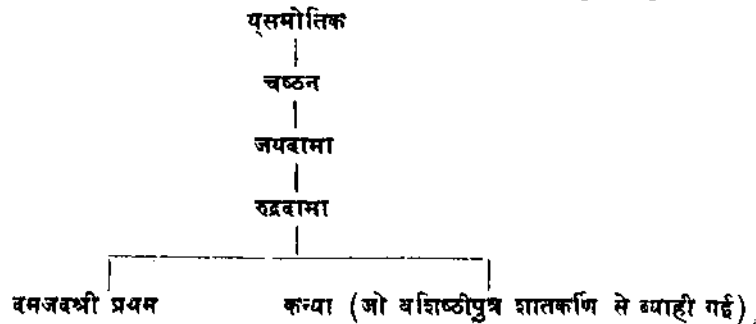 य्समोतिक
चष्ठन
जयदामा
रुद्रदामा
दमजदश्री प्रथम कन्या (जो वशिष्ठीपुत्र शातकर्णि से ब्याही गई)